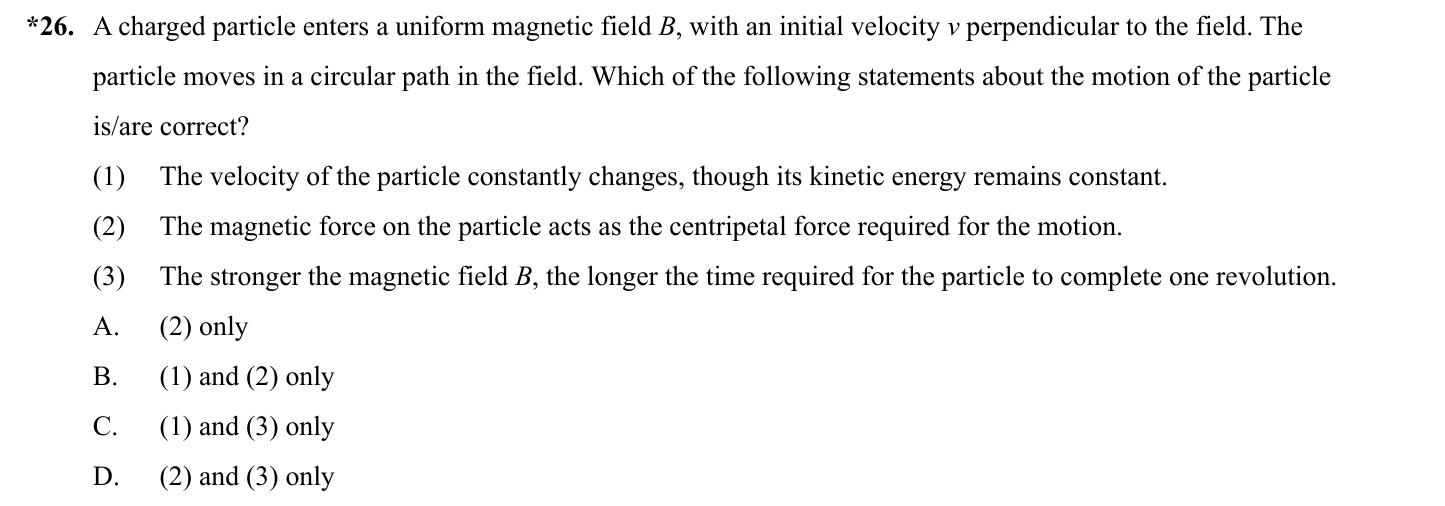 *26. A charged particle enters a uniform magnetic field B, with an initial velocity v perpendicular to the field. The
particle moves in a circular path in the field. Which of the following statements about the motion of the particle
is/are correct?
(1) The velocity of the particle constantly changes, though its kinetic energy remains constant.
(2) The magnetic force on the particle acts as the centripetal force required for the motion.
(3) The stronger the magnetic field B, the longer the time required for the particle to complete one revolution.
A. (2) only
B. (1) and (2) only
C. (1) and (3) only
D. (2) and (3) only